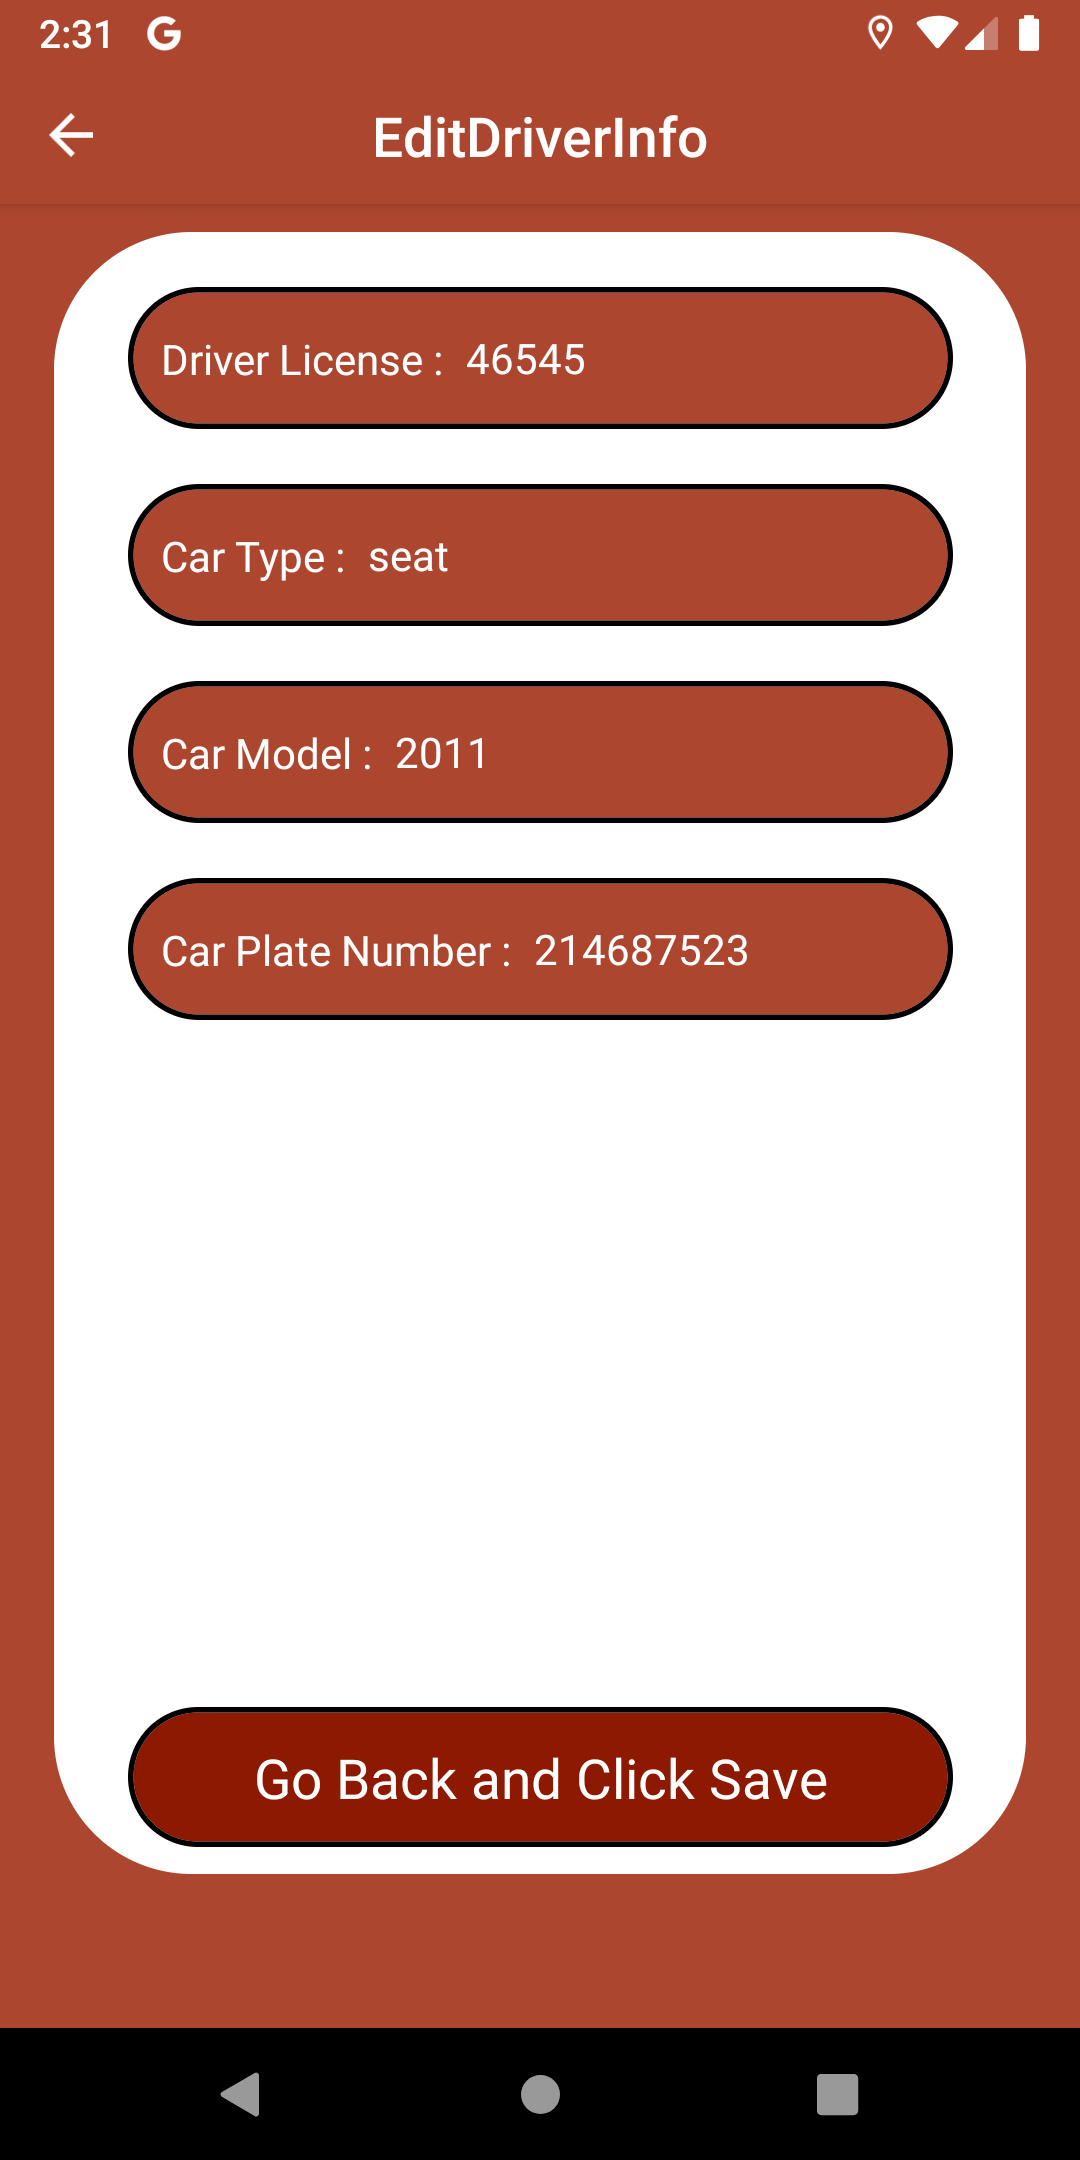 2:31
EditDriverInfo
Driver License : 46545
Car Type : seat
Car Model : 2011
Car Plate Number : 214687523
Go Back and Click Save